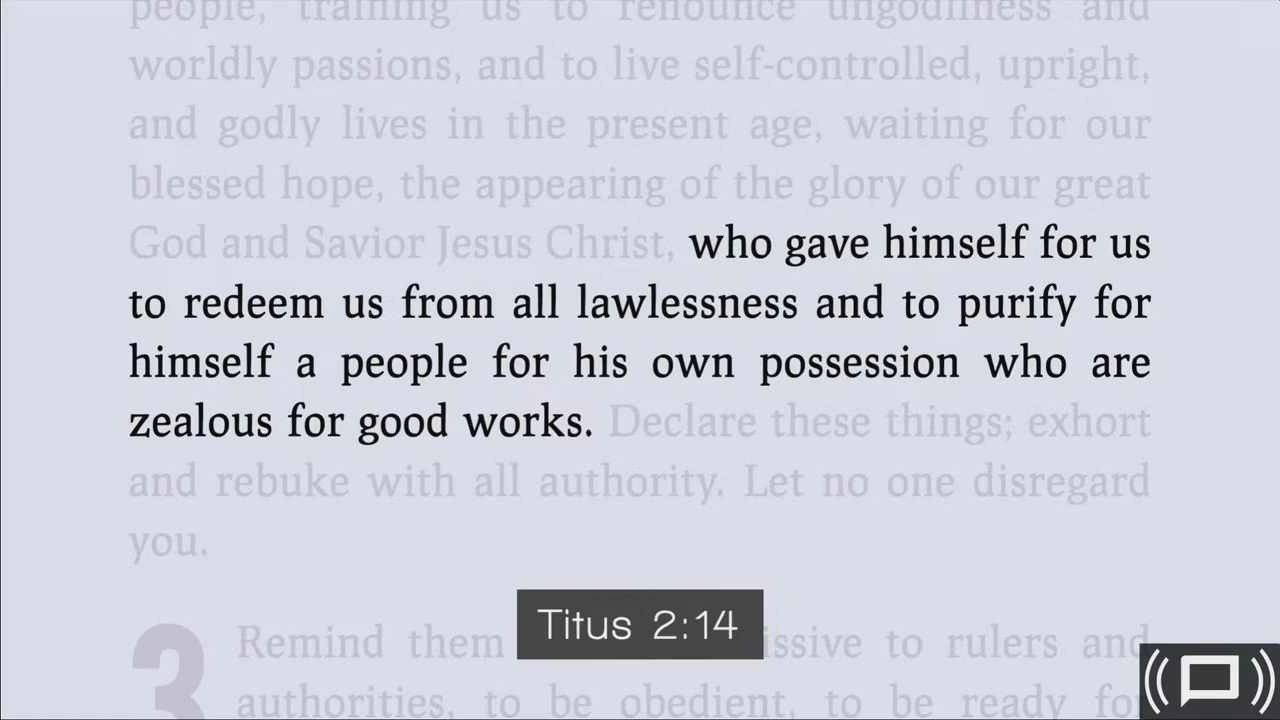 people, training us to renounce ungodliness and
worldly passions, and to live self-controlled, upright,
and godly lives in the present age, waiting for our
blessed hope, the appearing of the glory of our great
God and Savior Jesus Christ, who gave himself for us
to redeem us from all lawlessness and to purify for
himself a people for his own possession who are
zealous for good works. Declare these things; exhort
and rebuke with all authority. Let no one disregard
you.
Titus 2:14
3 Remind them issive to rulers and
authorities, to be obedient, to be ready for